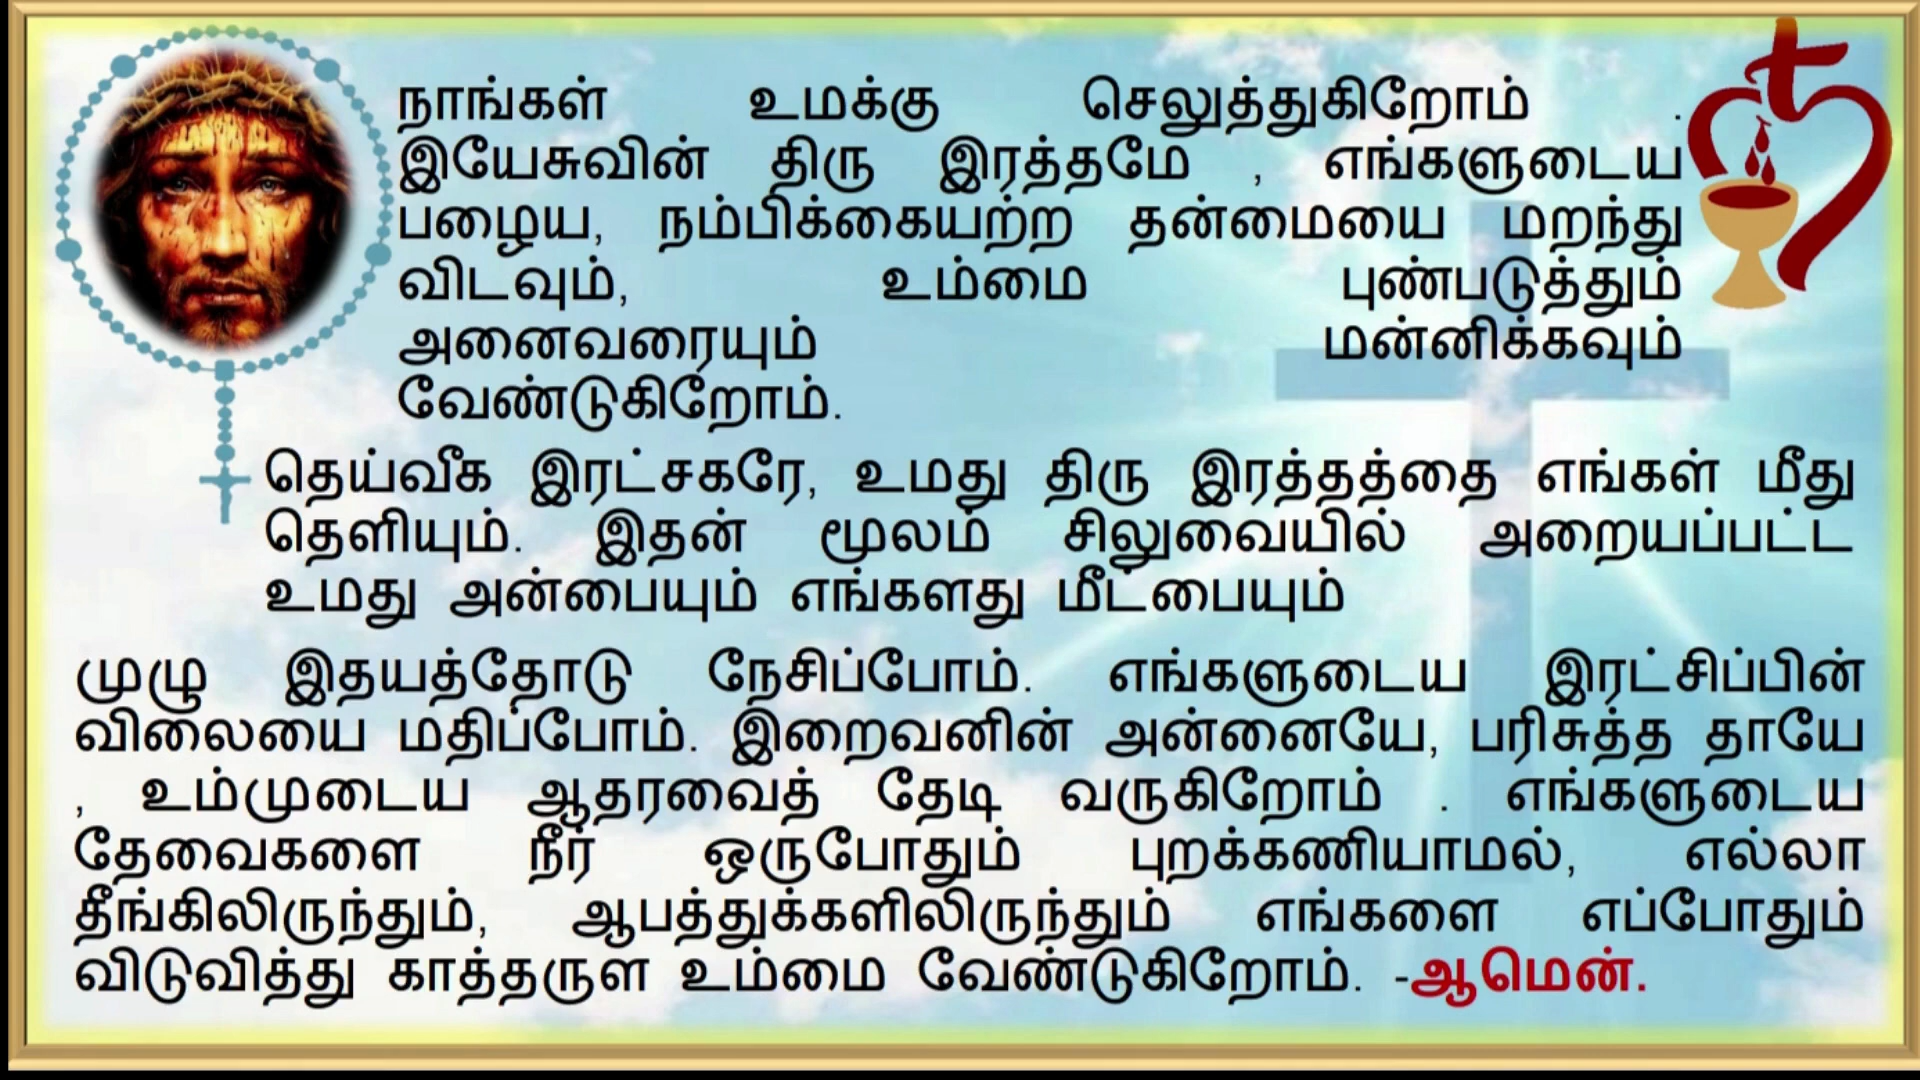 நாங்கள் உமக்கு செலுத்துகிறோம் .
இயேசுவின் திரு இரத்தமே , எங்களுடைய
பழைய, நம்பிக்கையற்ற தன்மையை மறந்து
விடவும், உம்மை புண்படுத்தும்
அனைவரையும் மன்னிக்கவும்
வேண்டுகிறோம்.
தெய்வீக இரட்சகரே, உமது திரு இரத்தத்தை எங்கள் மீது
தெளியும். இதன் மூலம் சிலுவையில் அறையப்பட்ட
உமது அன்பையும் எங்களது மீட்பையும்
முழு இதயத்தோடு நேசிப்போம். எங்களுடைய இரட்சிப்பின்
விலையை மதிப்போம். இறைவனின் அன்னையே, பரிசுத்த தாயே
, உம்முடைய ஆதரவைத் தேடி வருகிறோம் . எங்களுடைய
தேவைகளை நீர் ஒருபோதும் புறக்கணியாமல், எல்லா
தீங்கிலிருந்தும், ஆபத்துக்களிலிருந்தும் எங்களை எப்போதும்
விடுவித்து காத்தருள உம்மை வேண்டுகிறோம். -ஆமென்.